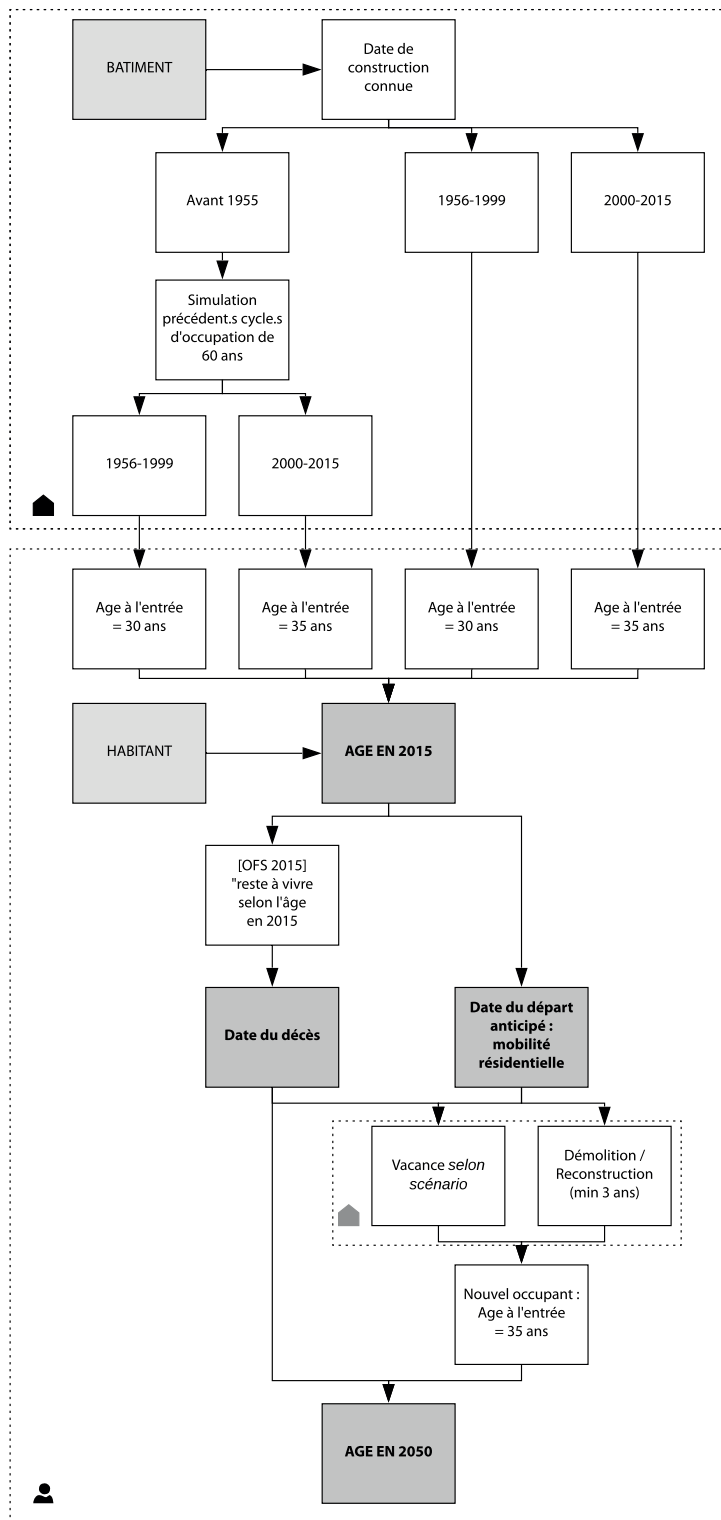 BATIMENT
Date de
construction
connue
Avant 1955
1956-1999
2000-2015
Simulation
précédent.s cycle.s
d'occupation de
60 ans
1956-1999
2000-2015
Age à l'entrée
= 30 ans
Age à l'entrée
= 35 ans
Age à l'entrée
= 30 ans
Age à l'entrée
= 35 ans
HABITANT
AGE EN 2015
[OFS 2015]
"reste à vivre
selon l'âge
en 2015
Date du décès
Date du départ
anticipé :
mobilité
résidentielle
Vacance selon
scénario
Démolition /
Reconstruction
(min 3 ans)
Nouvel occupant :
Age à l'entrée
= 35 ans
AGE EN 2050